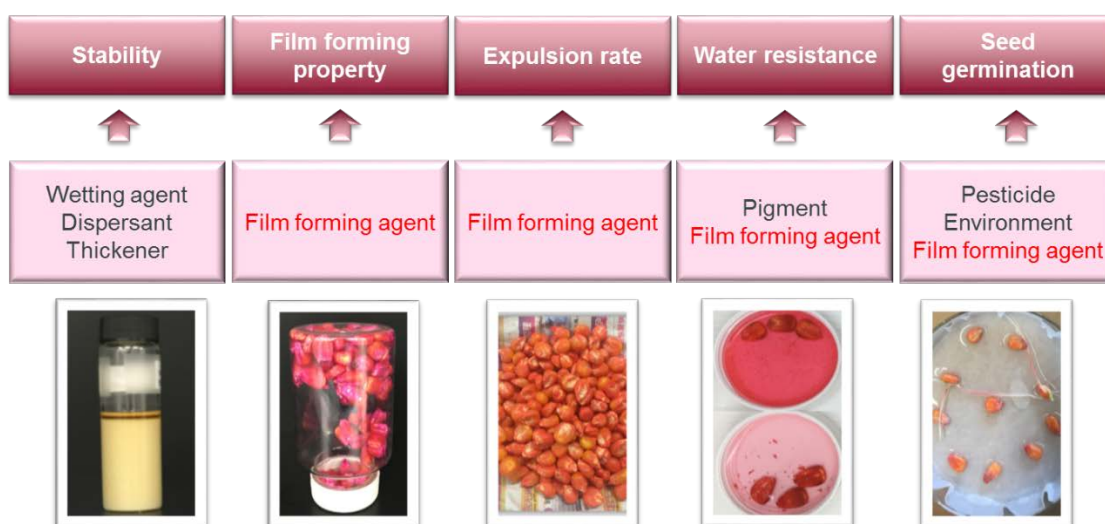 Stability
Film forming
property
Expulsion rate
Water resistance
Seed
germination
Wetting agent
Dispersant
Thickener
Film forming agent
Film forming agent
Pigment
Film forming agent
Pesticide
Environment
Film forming agent